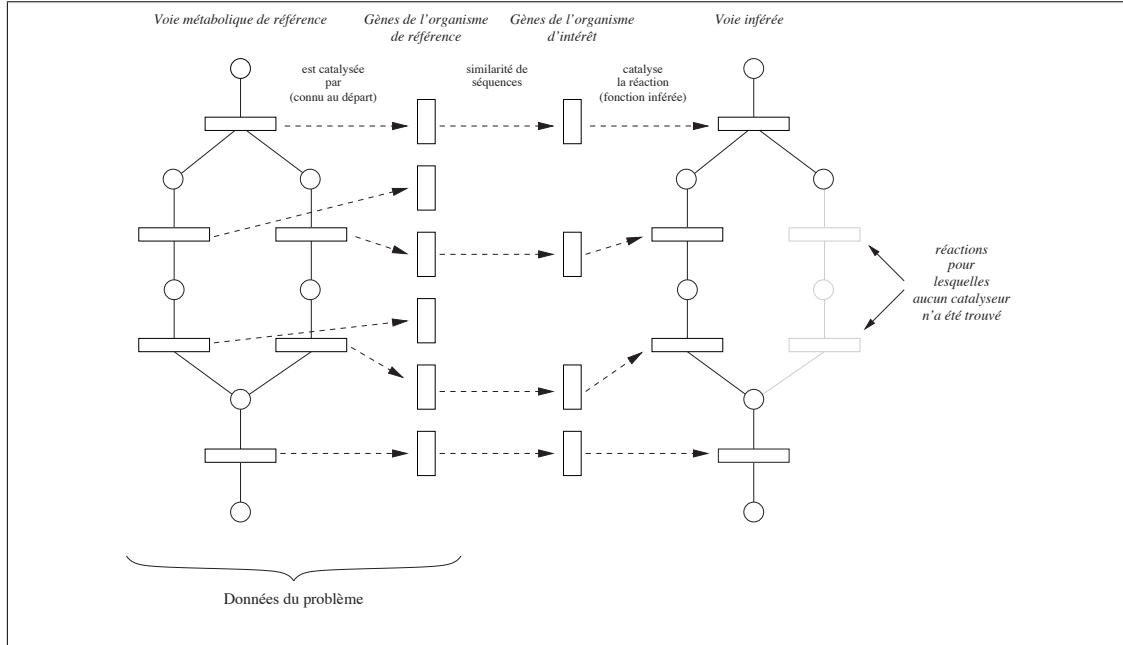 Voie métabolique de référence
Gènes de l'organisme
de référence
Gènes de l'organisme
d'intérêt
Voie inférée
est catalysée
par
(connu au départ)
similarité de
séquences
catalyse
la réaction
(fonction inférée)
réactions
pour
lesquelles
aucun catalyseur
n'a été trouvé
Données du problème